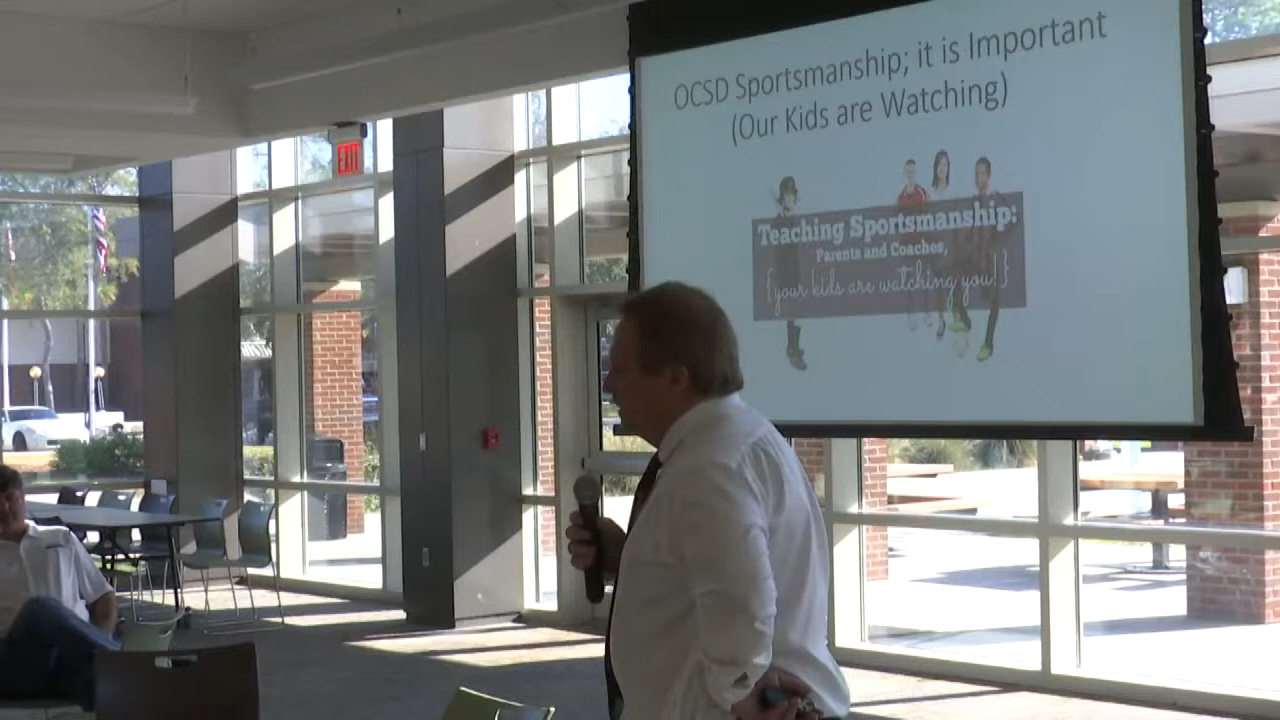 OCSD Sportsmanship; it is Important
(Our Kids are Watching)
EXIT
Teaching Sportsmanship:
Parents and Coaches,
{your kids are watching you!}